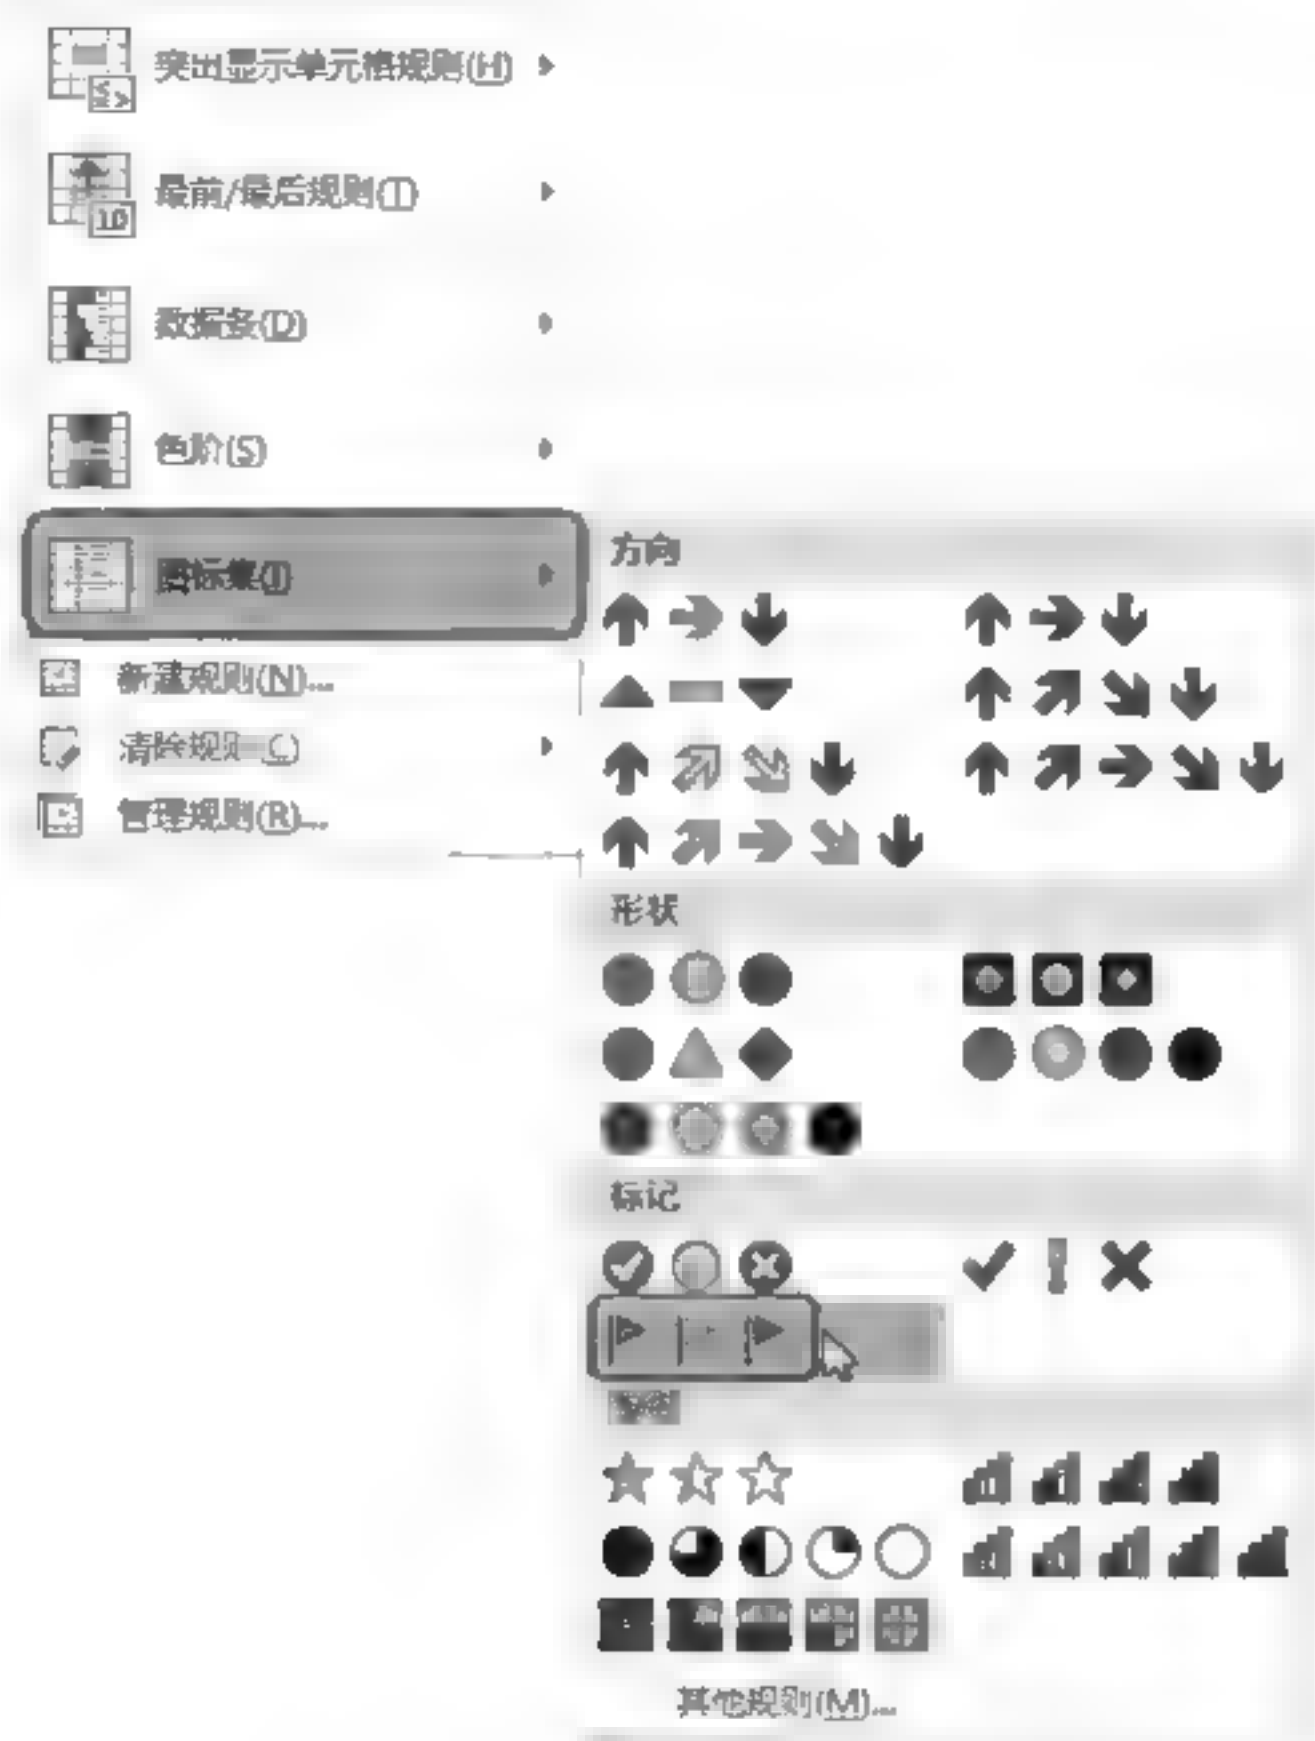 突出显示单元格规则(H)
最前/最后规则(T)
数据条(D)
色阶(S)
图标集(I)
新建规则(N)...
清除规则(C)
管理规则(R)...
方向
形状
标记
其他规则(M)...